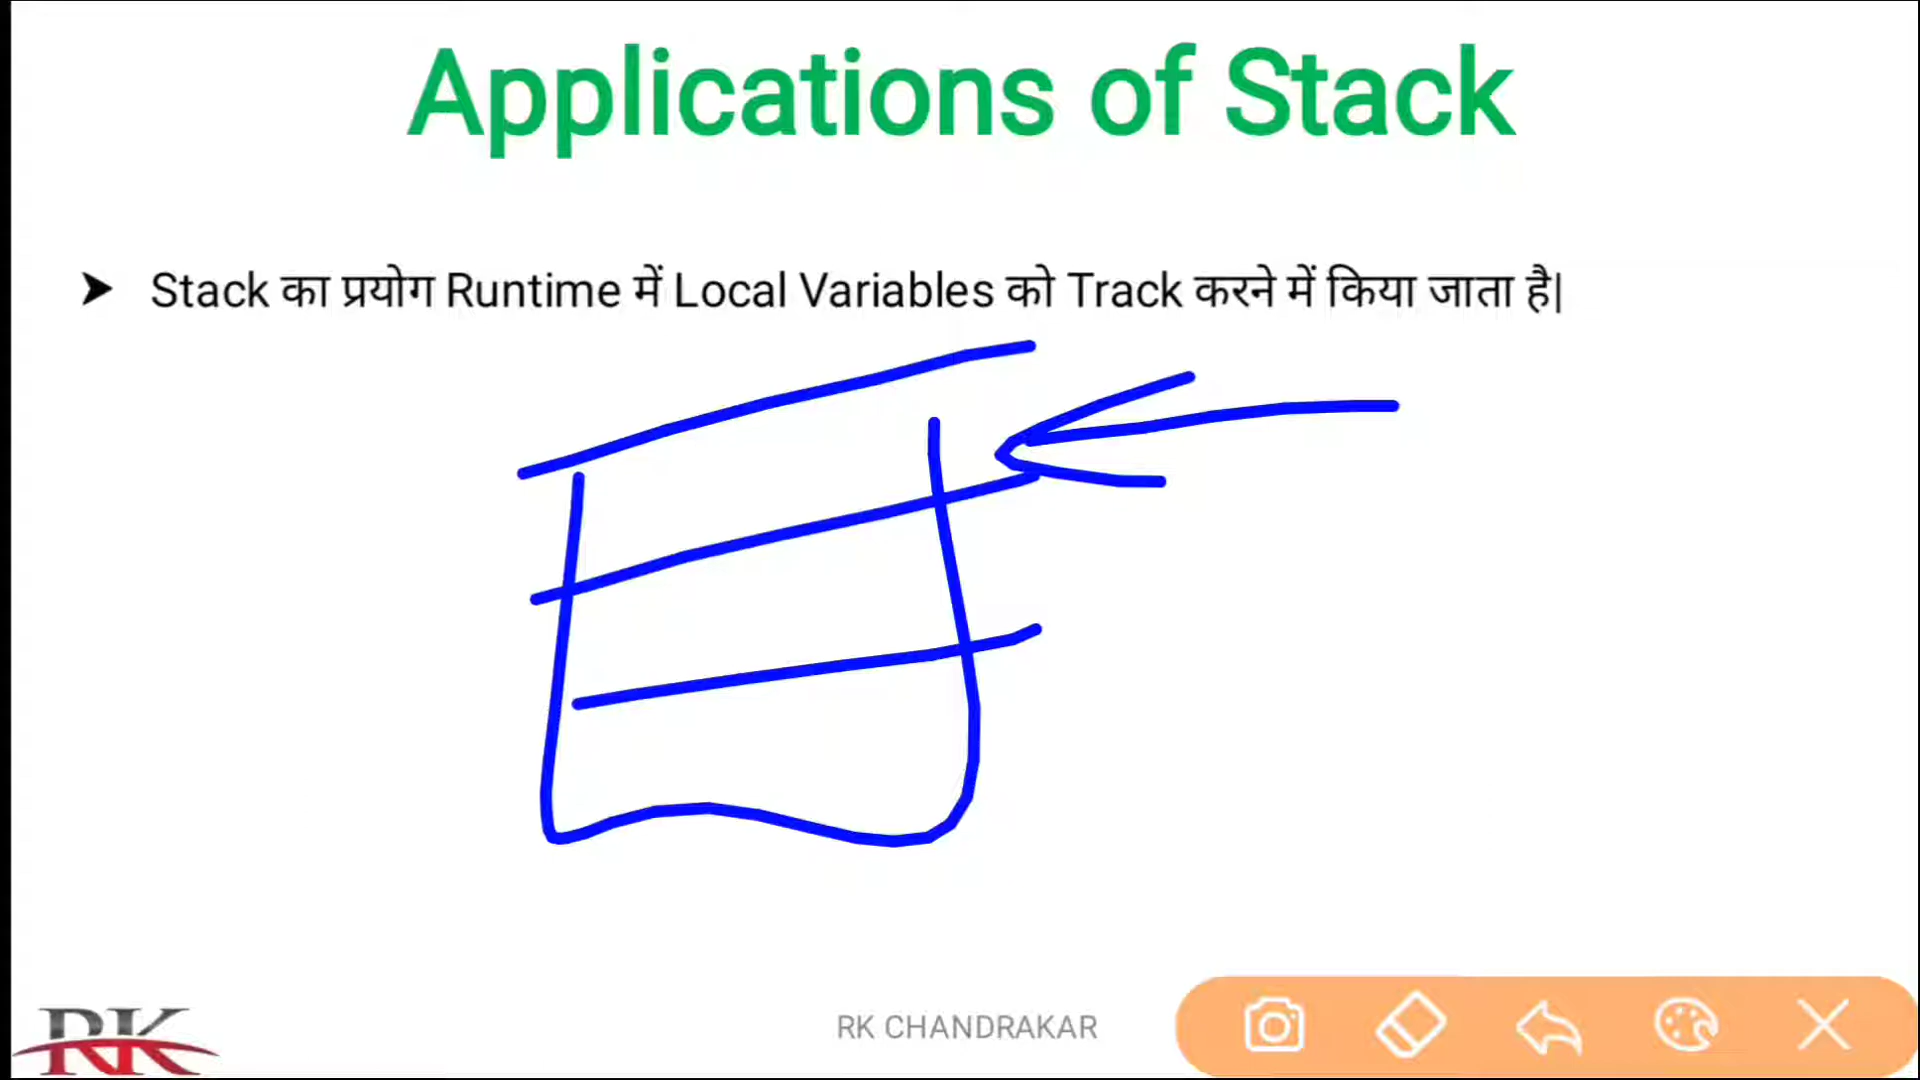 Applications of Stack
➤ Stack का प्रयोग Runtime में Local Variables को Track करने में किया जाता है|
RK
RK CHANDRAKAR